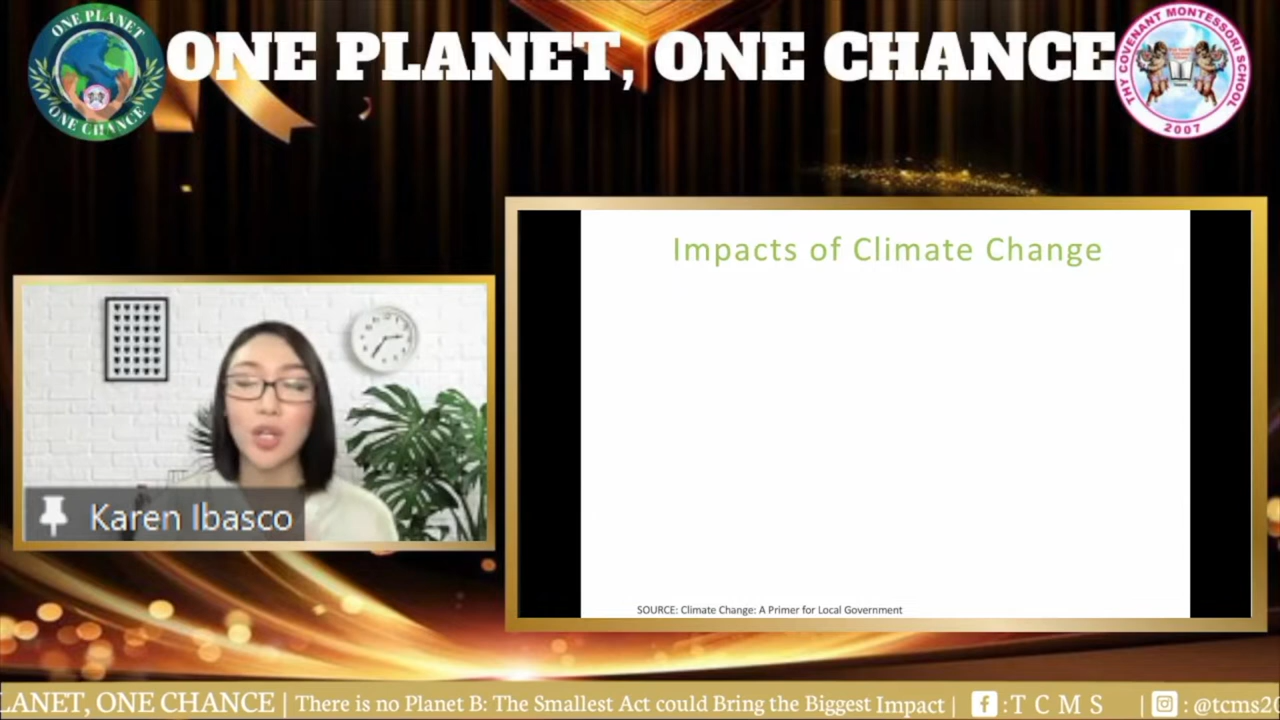 ONE PLANET
ONE CHANCE
ONE PLANET, ONE CHANCE
THY COVENANT MONTESSORI SCHOOL
2007
Impacts of Climate Change
Karen Ibasco
SOURCE: Climate Change: A Primer for Local Government
LANET, ONE CHANCE | There is no Planet B: The Smallest Act could Bring the Biggest Impact | :T C M S | : @tcms2